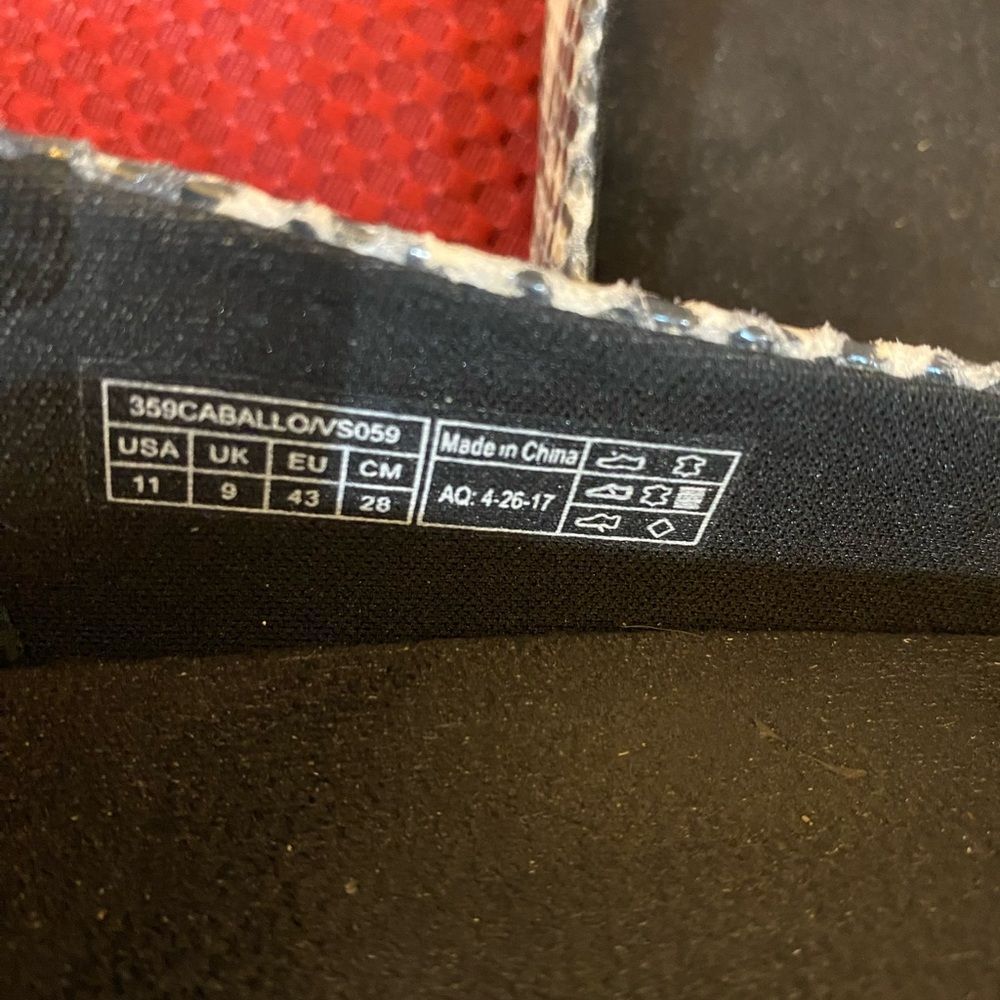 359CABALLO/VS059
USA UK EU CM
11 9 43 28
Made in China
AQ: 4-26-17